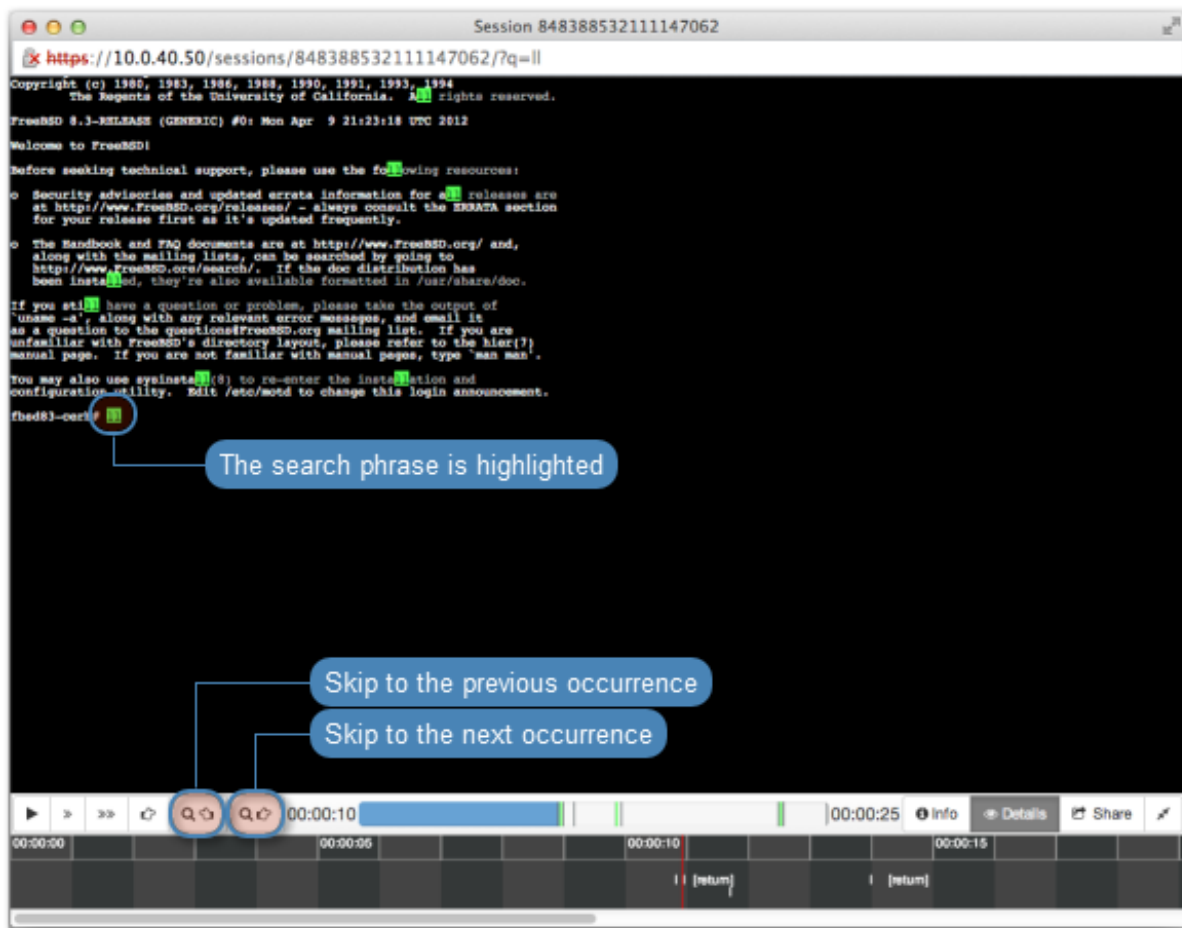 Session 848388532111147062
https://10.0.40.50/sessions/848388532111147062/?q=ll
Copyright (c) 1980, 1983, 1986, 1988, 1990, 1991, 1993, 1994
The Regents of the University of California. All rights reserved.
FreeBSD 8.3-RELEASE (GENERIC) #0: Mon Apr 9 21:23:18 UTC 2012
Welcome to FreeBSD!
Before seeking technical support, please use the following resources:
o Security advisories and updated errata information for all releases are
at http://www.FreeBSD.org/releases/ - always consult the ERRATA section
for your release first as it's updated frequently.
o The Handbook and FAQ documents are at http://www.FreeBSD.org/ and,
along with the mailing lists, can be searched by going to
http://www.FreeBSD.org/search/. If the doc distribution has
been installed, they're also available formatted in /usr/share/doc.
If you still have a question or problem, please take the output of
`uname -a', along with any relevant error messages, and email it
as a question to the questions@FreeBSD.org mailing list. If you are
unfamiliar with FreeBSD's directory layout, please refer to the hier(7)
manual page. If you are not familiar with manual pages, type `man man'.
You may also use sysinstall(8) to re-enter the installation and
configuration utility. Edit /etc/motd to change this login announcement.
# ll
The search phrase is highlighted
Skip to the previous occurrence
Skip to the next occurrence
00:00:10 00:00:25 Info Details Share
00:00:00 00:00:05 00:00:10 00:00:15
l l [return] l [return]